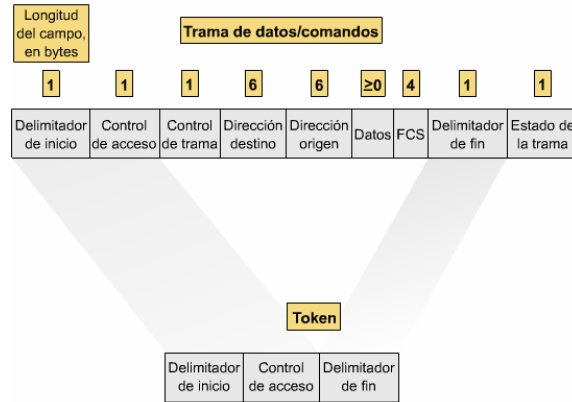 Longitud
del campo,
en bytes
Trama de datos/comandos
1 1 1 6 6 ≥0 4 1 1
Delimitador
de inicio
Control
de acceso
Control
de trama
Dirección
destino
Dirección
origen
Datos
FCS
Delimitador
de fin
Estado de
la trama
Token
Delimitador
de inicio
Control
de acceso
Delimitador
de fin